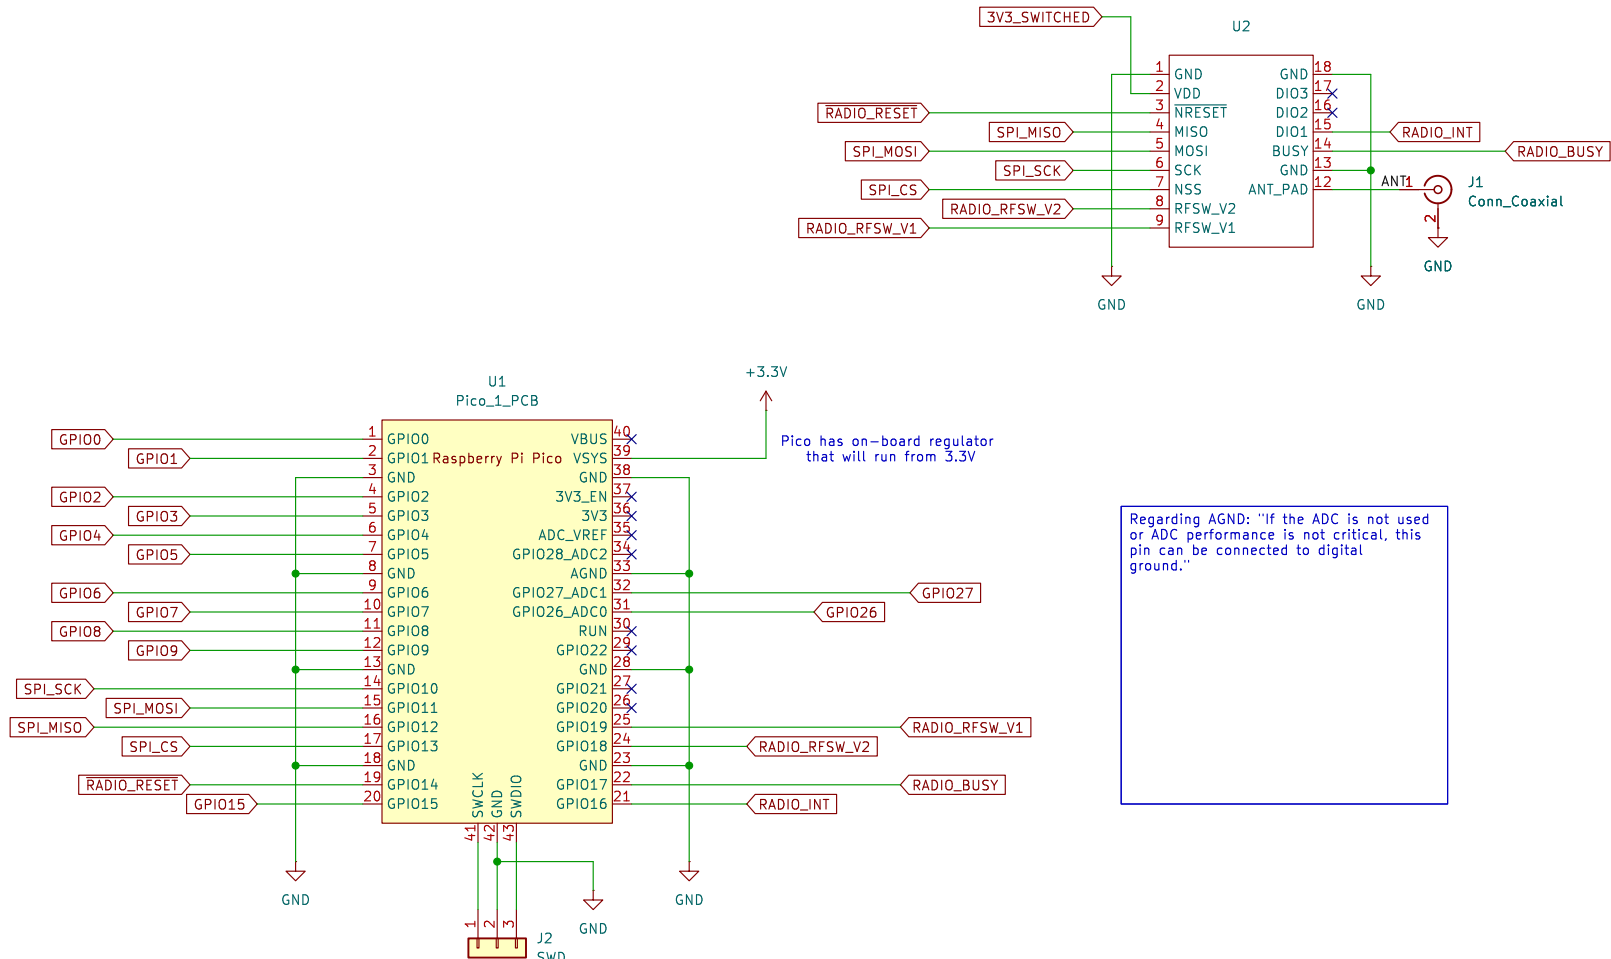 3V3_SWITCHED
U2
1 GND GND 18
2 VDD DIO3 17
RADIO_RESET 3 NRESET DIO2 16
SPI_MISO 4 MISO DIO1 15 RADIO_INT
SPI_MOSI 5 MOSI BUSY 14 RADIO_BUSY
SPI_SCK 6 SCK GND 13
SPI_CS 7 NSS ANT_PAD 12 ANT 1 J1
Conn_Coaxial
RADIO_RFSW_V2 8 RFSW_V2
RADIO_RFSW_V1 9 RFSW_V1
2
GND
GND
GND
+3.3V
U1
Pico_1_PCB
GPIO0 1 GPIO0 VBUS 40
GPIO1 2 GPIO1 Raspberry Pi Pico VSYS 39
Pico has on-board regulator
that will run from 3.3V
3 GND GND 38
GPIO2 4 GPIO2 3V3_EN 37
GPIO3 5 GPIO3 3V3 36
GPIO4 6 GPIO4 ADC_VREF 35
GPIO5 7 GPIO5 GPIO28_ADC2 34
8 GND AGND 33
GPIO6 9 GPIO6 GPIO27_ADC1 32 GPIO27
GPIO7 10 GPIO7 GPIO26_ADC0 31 GPIO26
GPIO8 11 GPIO8 RUN 30
GPIO9 12 GPIO9 GPIO22 29
13 GND GND 28
SPI_SCK 14 GPIO10 GPIO21 27
SPI_MOSI 15 GPIO11 GPIO20 26
SPI_MISO 16 GPIO12 GPIO19 25 RADIO_RFSW_V1
SPI_CS 17 GPIO13 GPIO18 24 RADIO_RFSW_V2
18 GND GND 23
RADIO_RESET 19 GPIO14 GPIO17 22 RADIO_BUSY
GPIO15 20 GPIO15 GPIO16 21 RADIO_INT
SWCLK GND SWDIO
41 42 43
GND
GND
GND
1 2 3
J2
SWD
Regarding AGND: "If the ADC is not used
or ADC performance is not critical, this
pin can be connected to digital
ground."